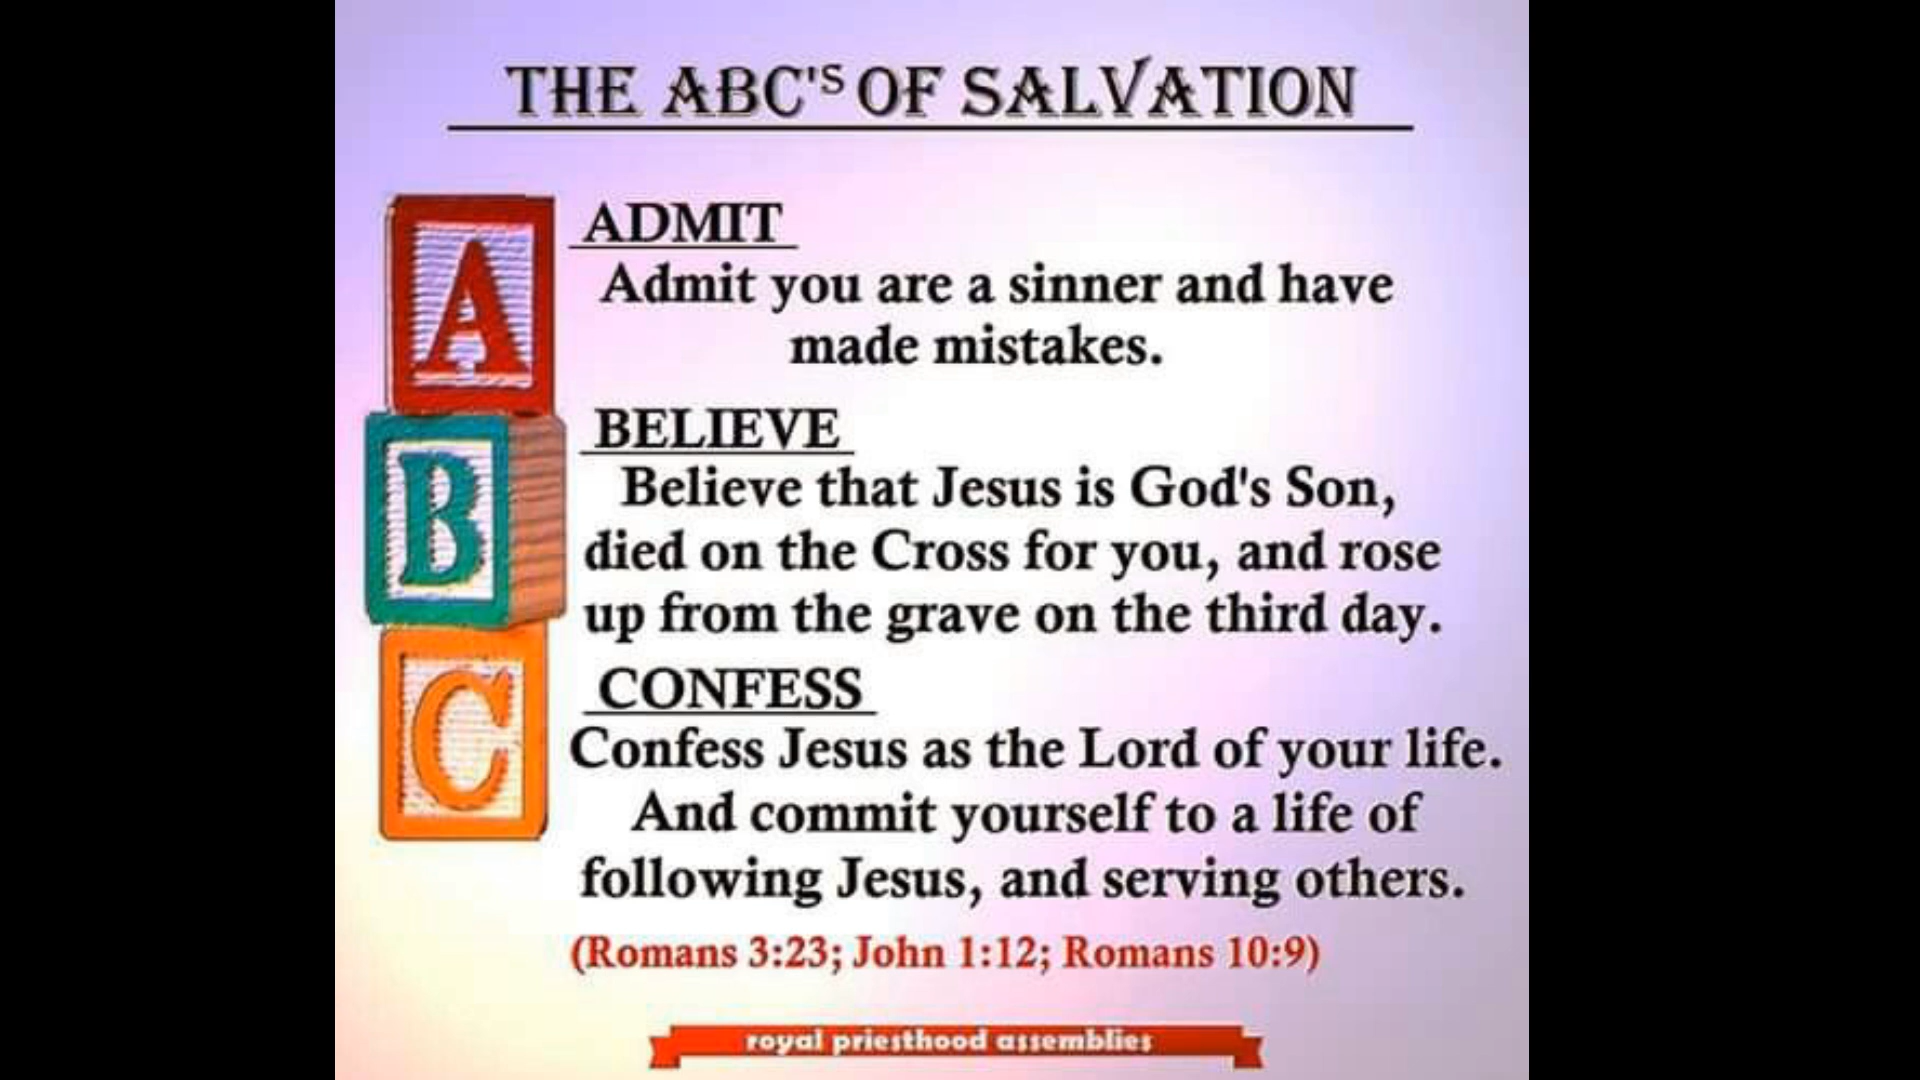 THE ABC'S OF SALVATION
A
ADMIT
Admit you are a sinner and have
made mistakes.
B
BELIEVE
Believe that Jesus is God's Son,
died on the Cross for you, and rose
up from the grave on the third day.
C
CONFESS
Confess Jesus as the Lord of your life.
And commit yourself to a life of
following Jesus, and serving others.
(Romans 3:23; John 1:12; Romans 10:9)
royal priesthood assemblies